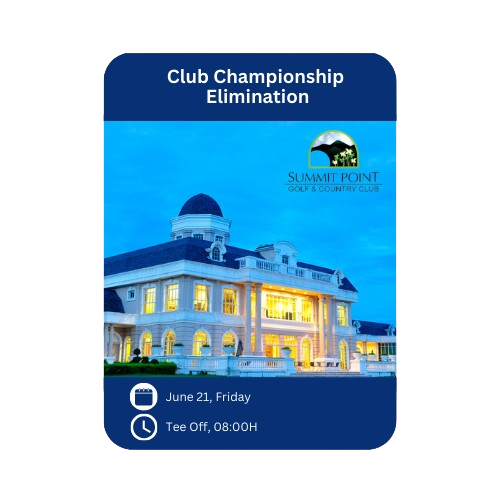 Club Championship
Elimination
SUMMIT POINT
GOLF & COUNTRY CLUB
June 21, Friday
Tee Off, 08:00H